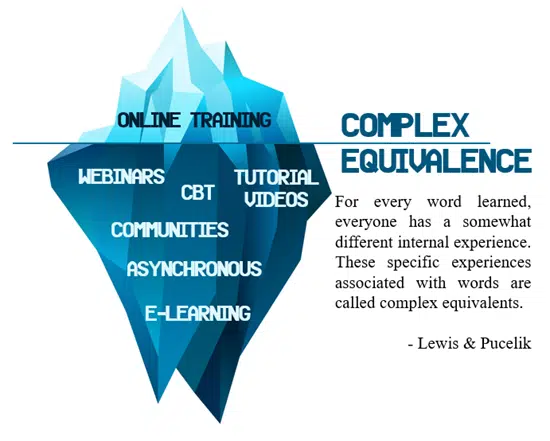 ONLINE TRAINING
WEBINARS
CBT
TUTORIAL
VIDEOS
COMMUNITIES
ASYNCHRONOUS
E-LEARNING
COMPLEX
EQUIVALENCE
For every word learned,
everyone has a somewhat
different internal experience.
These specific experiences
associated with words are
called complex equivalents.
- Lewis & Pucelik